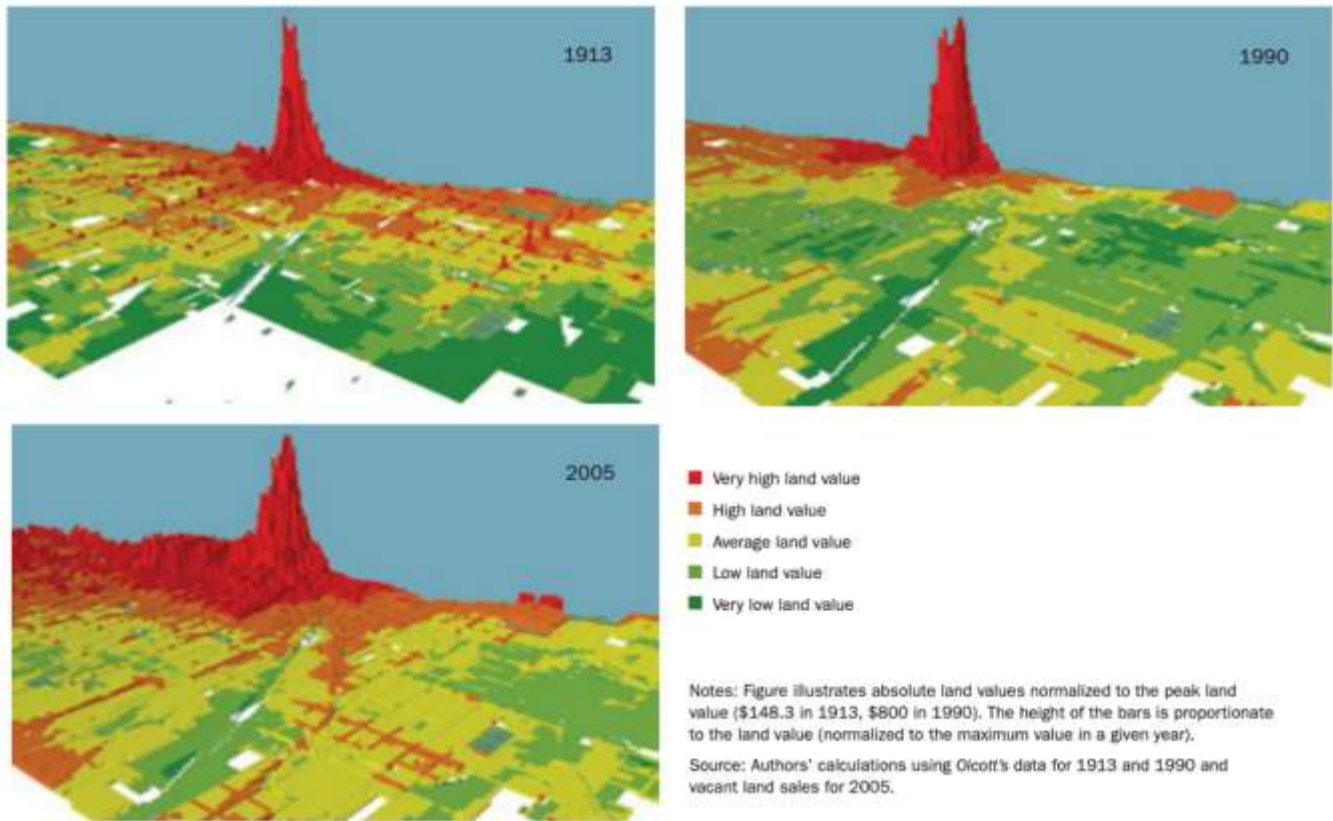 1913
1990
2005
Very high land value
High land value
Average land value
Low land value
Very low land value
Notes: Figure illustrates absolute land values normalized to the peak land
value ($148.3 in 1913, $800 in 1990). The height of the bars is proportionate
to the land value (normalized to the maximum value in a given year).
Source: Authors' calculations using Olcott's data for 1913 and 1990 and
vacant land sales for 2005.